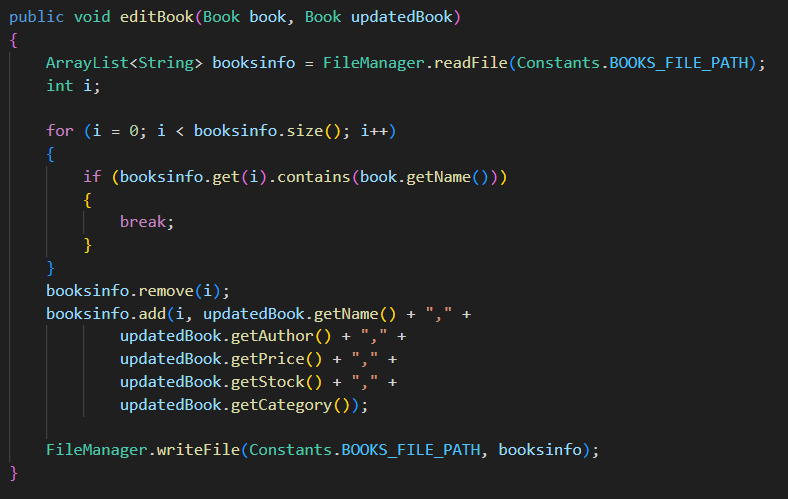 public void editBook(Book book, Book updatedBook)
{
    ArrayList<String> booksinfo = FileManager.readFile(Constants.BOOKS_FILE_PATH);
    int i;

    for (i = 0; i < booksinfo.size(); i++)
    {
        if (booksinfo.get(i).contains(book.getName()))
        {
            break;
        }
    }
    booksinfo.remove(i);
    booksinfo.add(i, updatedBook.getName() + "," +
            updatedBook.getAuthor() + "," +
            updatedBook.getPrice() + "," +
            updatedBook.getStock() + "," +
            updatedBook.getCategory());

    FileManager.writeFile(Constants.BOOKS_FILE_PATH, booksinfo);
}